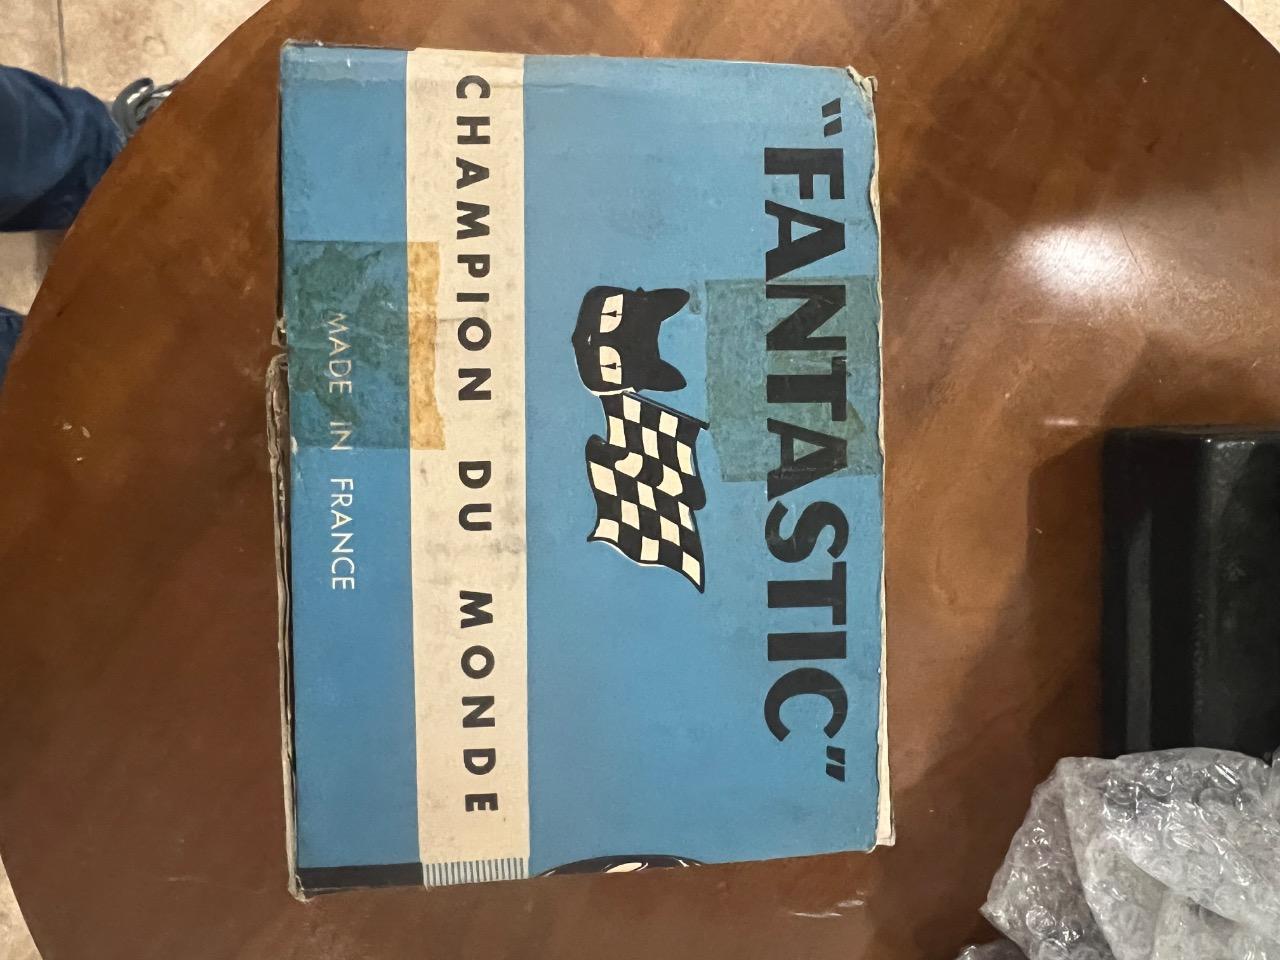 "FANTASTIC"
CHAMPION DU MONDE
MADE IN FRANCE